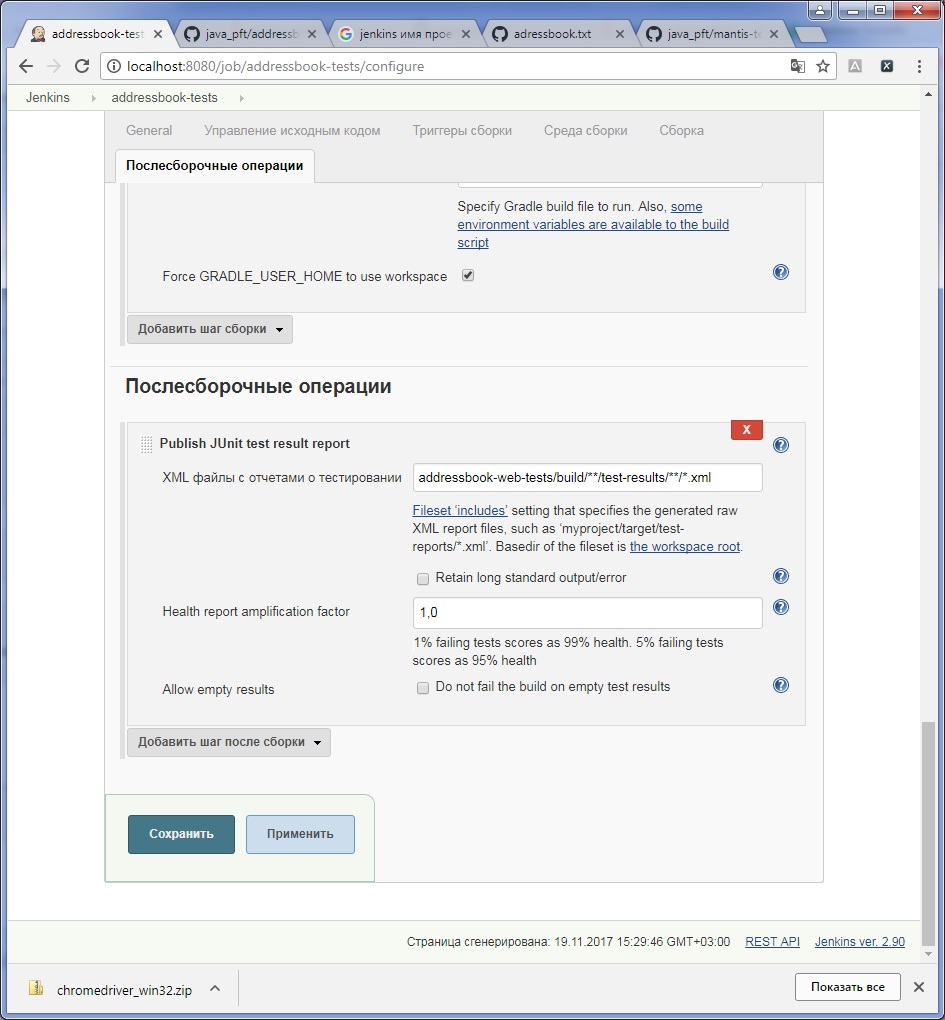 addressbook-test
java_pft/addressb
jenkins имя прое
adressbook.txt
java_pft/mantis-te
localhost:8080/job/addressbook-tests/configure
Jenkins
addressbook-tests
General
Управление исходным кодом
Триггеры сборки
Среда сборки
Сборка
Послесборочные операции
Specify Gradle build file to run. Also, some
environment variables are available to the build
script
Force GRADLE_USER_HOME to use workspace
Добавить шаг сборки
Послесборочные операции
X
Publish JUnit test result report
XML файлы с отчетами о тестировании
addressbook-web-tests/build/**/test-results/**/*.xml
Fileset ‘includes’ setting that specifies the generated raw
XML report files, such as ‘myproject/target/test-
reports/*.xml’. Basedir of the fileset is the workspace root.
Retain long standard output/error
Health report amplification factor
1,0
1% failing tests scores as 99% health. 5% failing tests
scores as 95% health
Allow empty results
Do not fail the build on empty test results
Добавить шаг после сборки
Сохранить
Применить
Страница сгенерирована: 19.11.2017 15:29:46 GMT+03:00
REST API
Jenkins ver. 2.90
chromedriver_win32.zip
Показать все